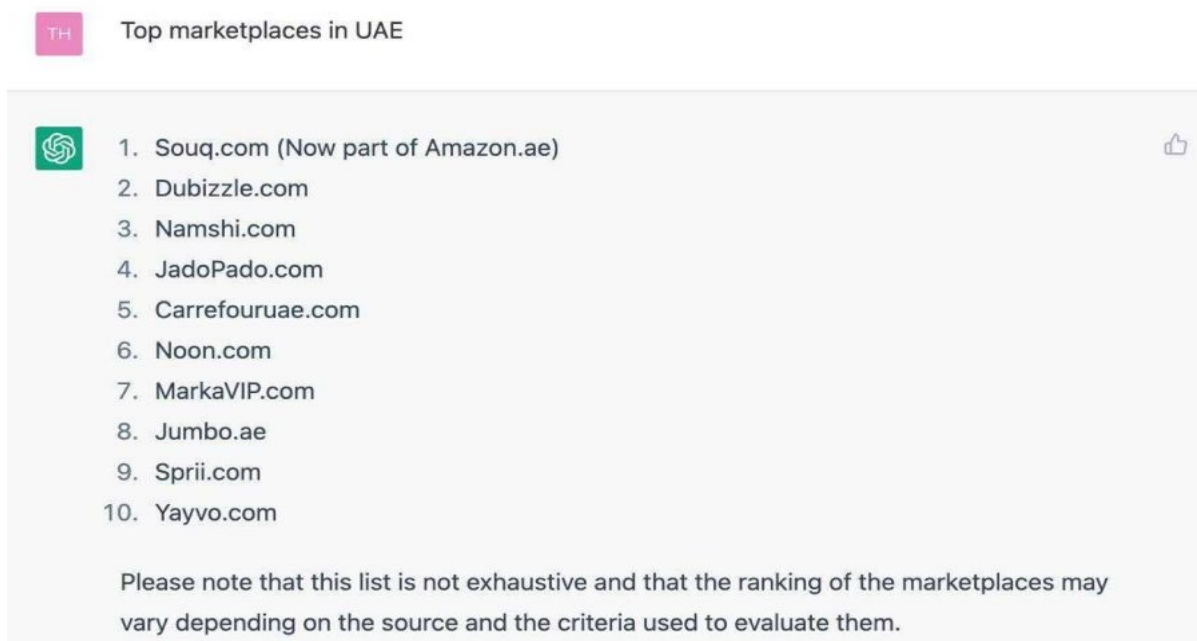 TH
Top marketplaces in UAE
1. Souq.com (Now part of Amazon.ae)
2. Dubizzle.com
3. Namshi.com
4. JadoPado.com
5. Carrefouruae.com
6. Noon.com
7. MarkaVIP.com
8. Jumbo.ae
9. Sprii.com
10. Yayvo.com
Please note that this list is not exhaustive and that the ranking of the marketplaces may
vary depending on the source and the criteria used to evaluate them.